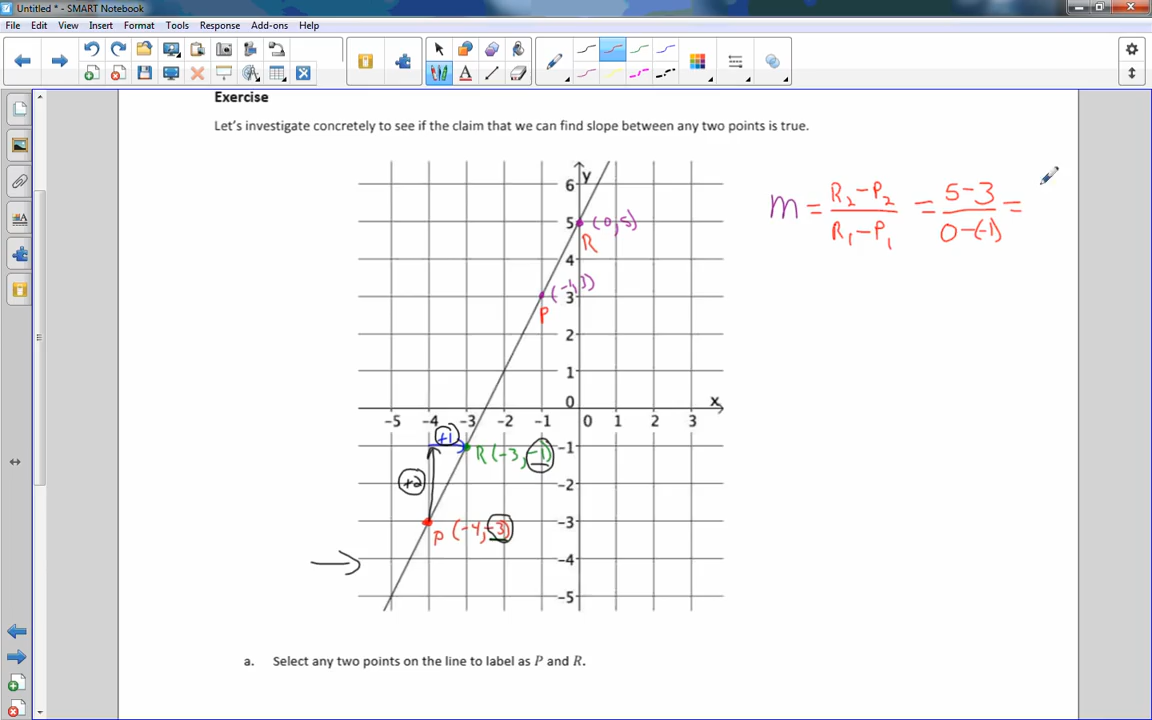 Untitled * - SMART Notebook
File Edit View Insert Format Tools Response Add-ons Help
Exercise
Let's investigate concretely to see if the claim that we can find slope between any two points is true.
y
6
5 (0,5)
R
4
(-1,3)
3
P
2
1
0 x
-5 -4 -3 -2 -1 0 1 2 3
+1
-1
R (-3, -1)
+2
-2
-3
P (-4, -3)
-4
-5
m = R₂-P₂ / R₁-P₁ = 5-3 / 0-(-1) =
a. Select any two points on the line to label as P and R.